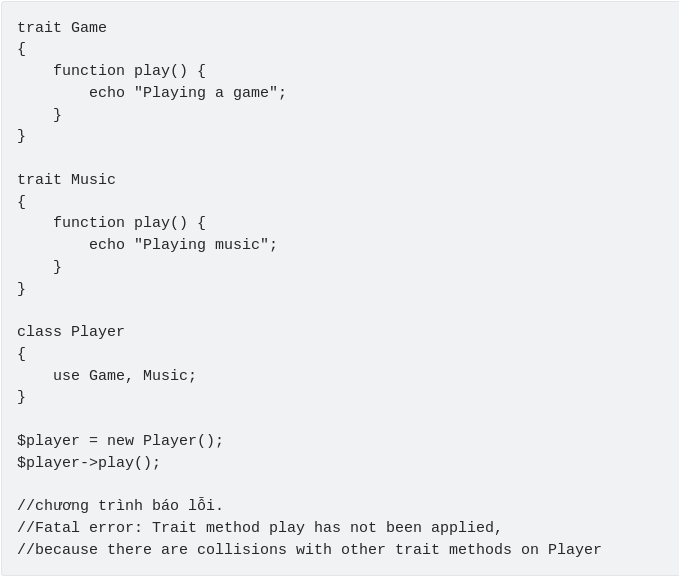 trait Game
{
    function play() {
        echo "Playing a game";
    }
}

trait Music
{
    function play() {
        echo "Playing music";
    }
}

class Player
{
    use Game, Music;
}

$player = new Player();
$player->play();

//chương trình báo lỗi.
//Fatal error: Trait method play has not been applied,
//because there are collisions with other trait methods on Player